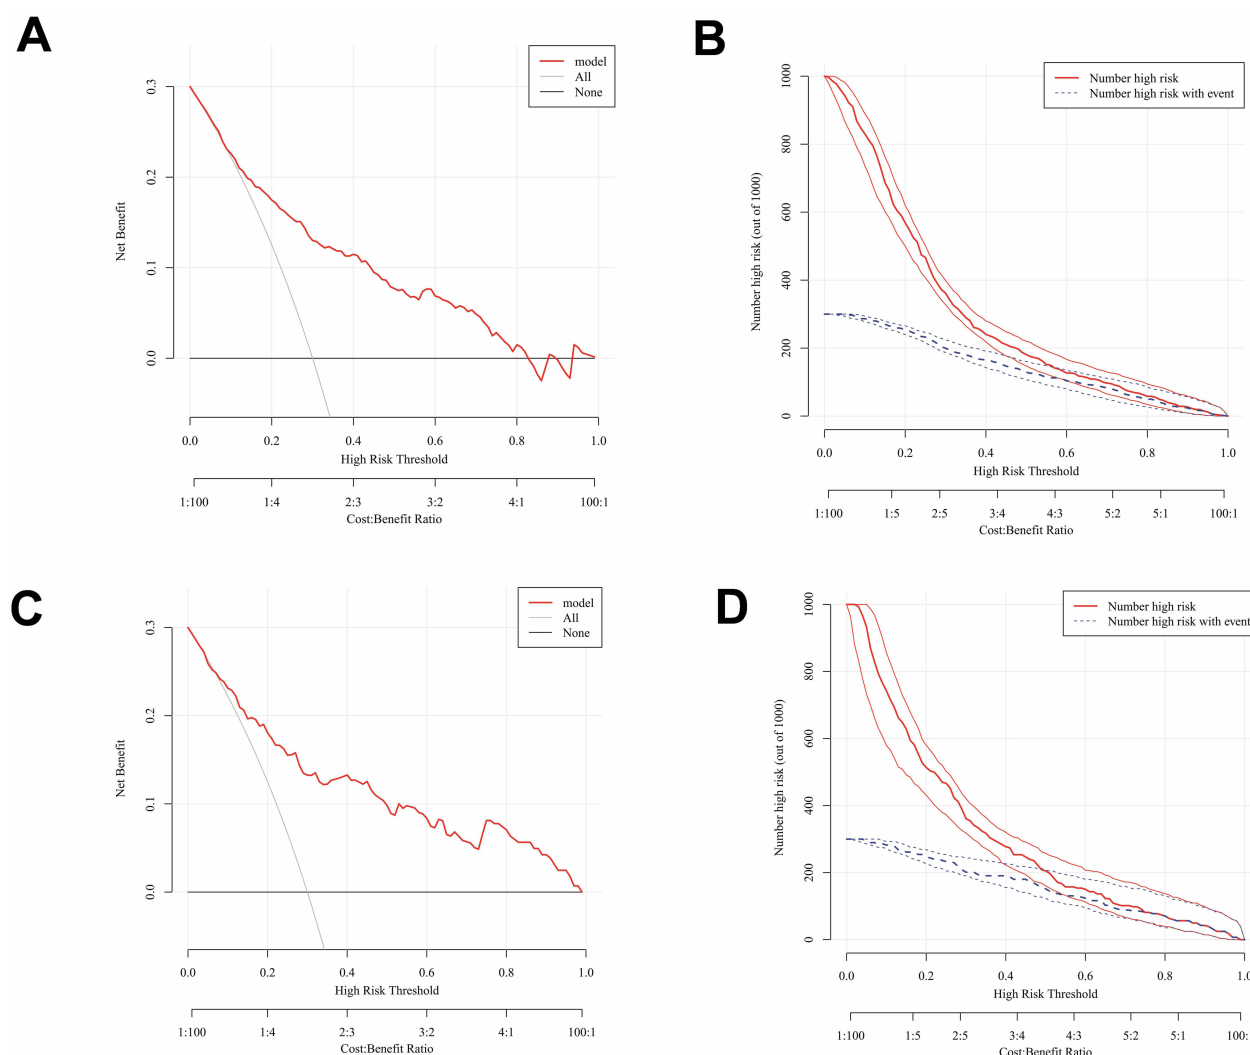 A
model
All
None
0.3
0.2
0.1
0.0
Net Benefit
0.0 0.2 0.4 0.6 0.8 1.0
High Risk Threshold
1:100 1:4 2:3 3:2 4:1 100:1
Cost:Benefit Ratio
B
Number high risk
Number high risk with event
1000
800
600
400
200
0
Number high risk (out of 1000)
0.0 0.2 0.4 0.6 0.8 1.0
High Risk Threshold
1:100 1:5 2:5 3:4 4:3 5:2 5:1 100:1
Cost:Benefit Ratio
C
model
All
None
0.3
0.2
0.1
0.0
Net Benefit
0.0 0.2 0.4 0.6 0.8 1.0
High Risk Threshold
1:100 1:4 2:3 3:2 4:1 100:1
Cost:Benefit Ratio
D
Number high risk
Number high risk with event
1000
800
600
400
200
0
Number high risk (out of 1000)
0.0 0.2 0.4 0.6 0.8 1.0
High Risk Threshold
1:100 1:5 2:5 3:4 4:3 5:2 5:1 100:
Cost:Benefit Ratio